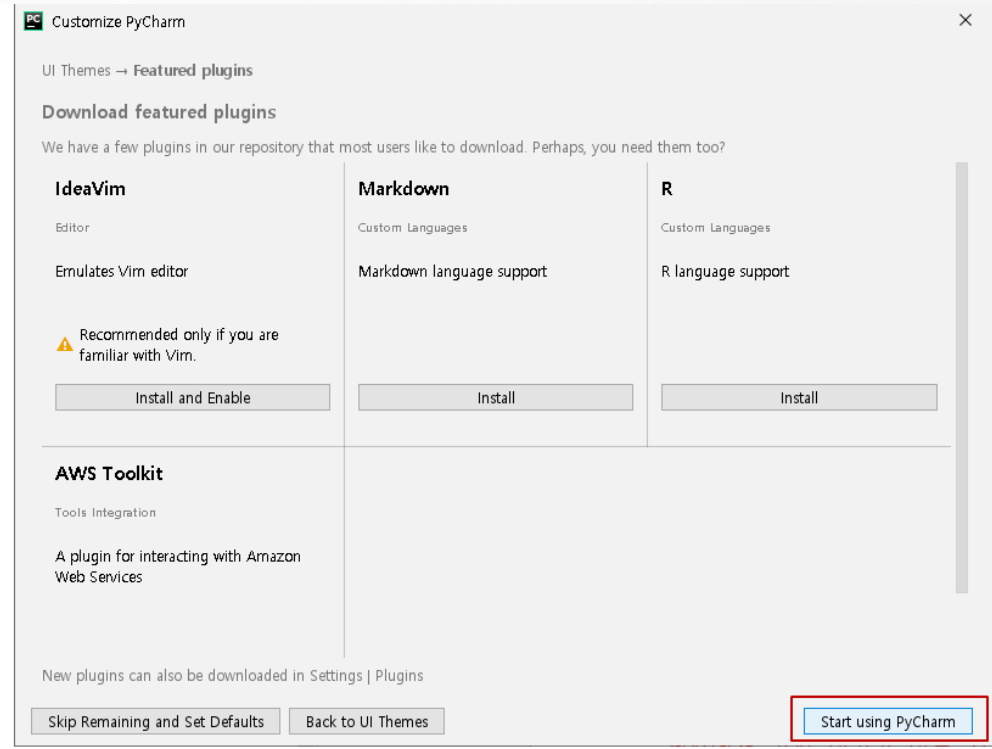 PC Customize PyCharm
UI Themes → Featured plugins
Download featured plugins
We have a few plugins in our repository that most users like to download. Perhaps, you need them too?
IdeaVim
Editor
Emulates Vim editor
Recommended only if you are
familiar with Vim.
Install and Enable
Markdown
Custom Languages
Markdown language support
Install
R
Custom Languages
R language support
Install
AWS Toolkit
Tools Integration
A plugin for interacting with Amazon
Web Services
New plugins can also be downloaded in Settings | Plugins
Skip Remaining and Set Defaults
Back to UI Themes
Start using PyCharm